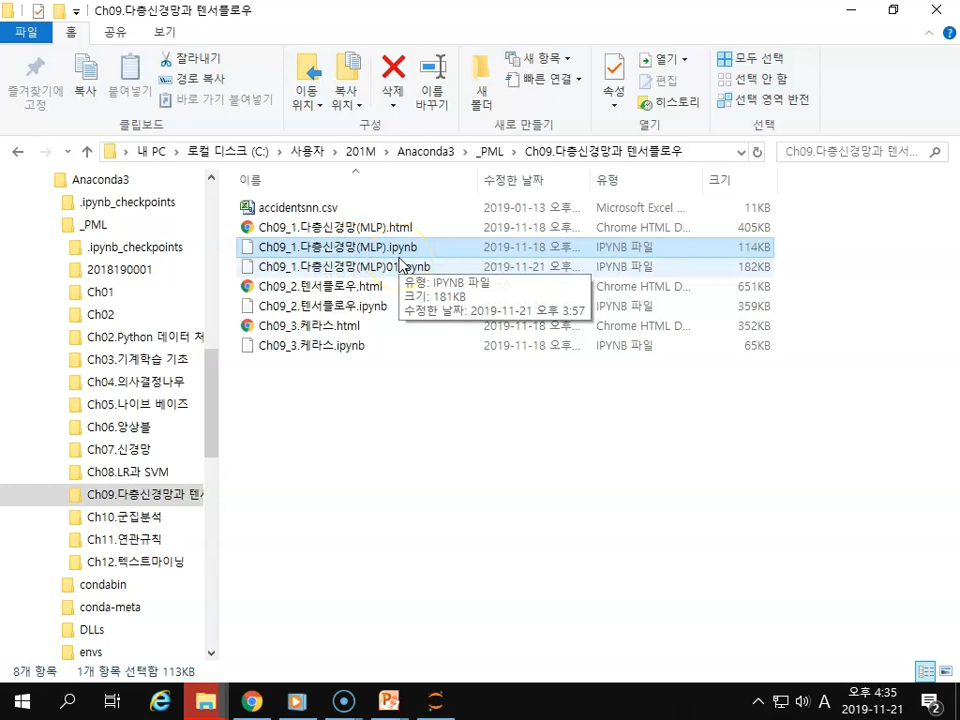 Ch09.다층신경망과 텐서플로우
파일 홈 공유 보기
즐겨찾기에 고정
복사
붙여넣기
잘라내기
경로 복사
바로 가기 붙여넣기
클립보드
이동 위치
복사 위치
삭제
이름 바꾸기
구성
새 폴더
새 항목
빠른 연결
새로 만들기
속성
열기
편집
히스토리
열기
모두 선택
선택 안 함
선택 영역 반전
선택
내 PC > 로컬 디스크 (C:) > 사용자 > 201M > Anaconda3 > _PML > Ch09.다층신경망과 텐서플로우
Ch09.다층신경망과 텐...
Anaconda3
.ipynb_checkpoints
_PML
.ipynb_checkpoints
2018190001
Ch01
Ch02
Ch02.Python 데이터 처
Ch03.기계학습 기초
Ch04.의사결정나무
Ch05.나이브 베이즈
Ch06.앙상블
Ch07.신경망
Ch08.LR과 SVM
Ch09.다층신경망과 텐서
Ch10.군집분석
Ch11.연관규칙
Ch12.텍스트마이닝
condabin
conda-meta
DLLs
envs
이름 수정한 날짜 유형 크기
accidentsnn.csv 2019-01-13 오후... Microsoft Excel ... 11KB
Ch09_1.다층신경망(MLP).html 2019-11-18 오후... Chrome HTML D... 405KB
Ch09_1.다층신경망(MLP).ipynb 2019-11-18 오후... IPYNB 파일 114KB
Ch09_1.다층신경망(MLP)01.ipynb 2019-11-21 오후... IPYNB 파일 182KB
Ch09_2.텐서플로우.html 2019-11-18 오후... Chrome HTML D... 651KB
Ch09_2.텐서플로우.ipynb 2019-11-18 오후... IPYNB 파일 359KB
Ch09_3.케라스.html 2019-11-18 오후... Chrome HTML D... 352KB
Ch09_3.케라스.ipynb 2019-11-18 오후... IPYNB 파일 65KB
유형: IPYNB 파일
크기: 181KB
수정한 날짜: 2019-11-21 오후 3:57
8개 항목 1개 항목 선택함 113KB
A
오후 4:35
2019-11-21
2